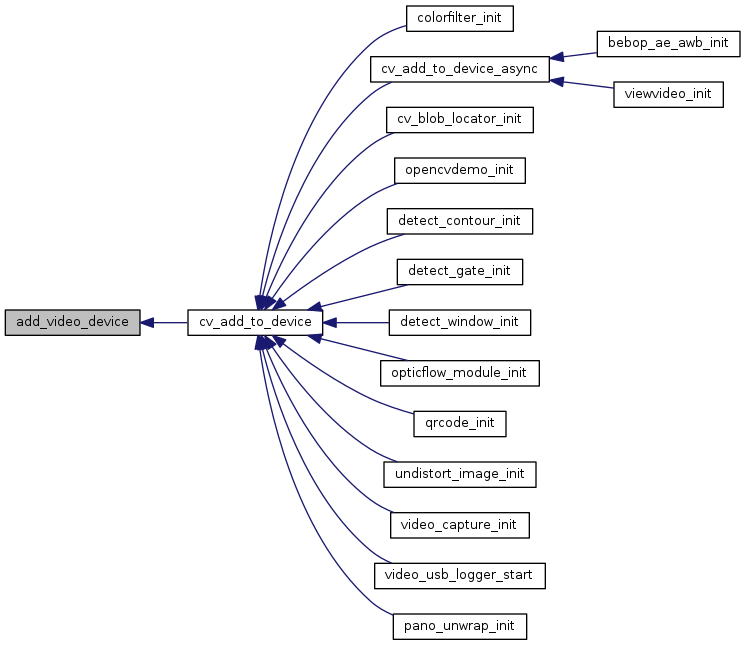 colorfilter_init
bebop_ae_awb_init
cv_add_to_device_async
viewvideo_init
cv_blob_locator_init
opencvdemo_init
detect_contour_init
detect_gate_init
add_video_device
cv_add_to_device
detect_window_init
opticflow_module_init
qrcode_init
undistort_image_init
video_capture_init
video_usb_logger_start
pano_unwrap_init